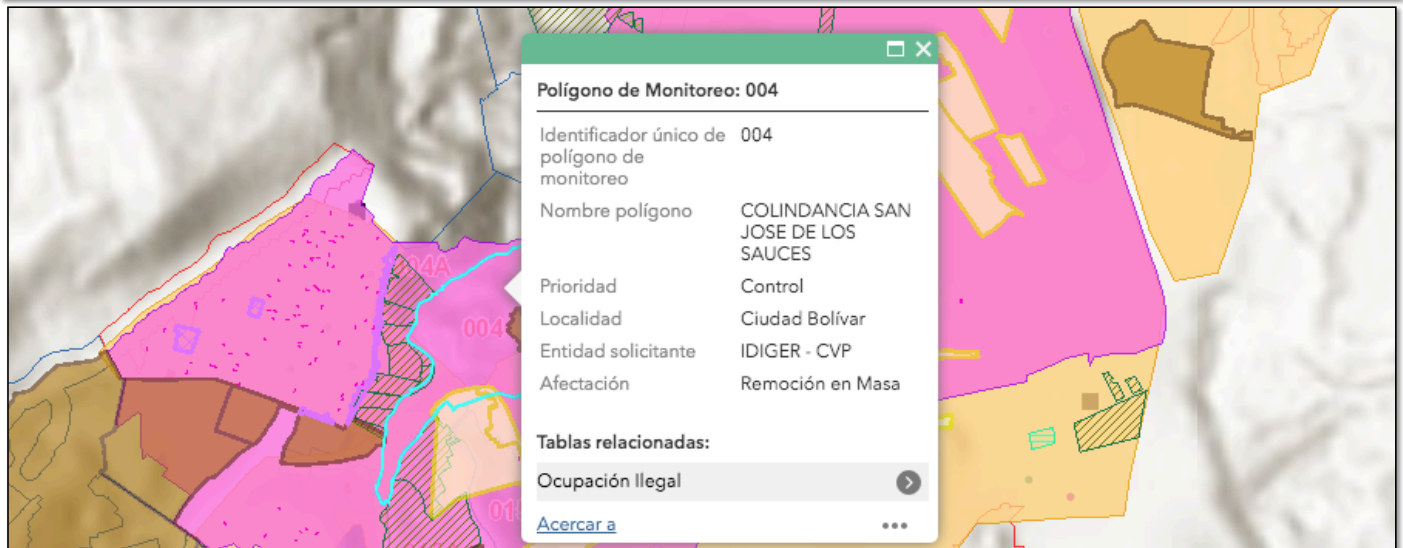 Polígono de Monitoreo: 004
Identificador único de 004
polígono de
monitoreo
Nombre polígono COLINDANCIA SAN
JOSE DE LOS
SAUCES
Prioridad Control
Localidad Ciudad Bolívar
Entidad solicitante IDIGER - CVP
Afectación Remoción en Masa
Tablas relacionadas:
Ocupación Ilegal
Acercar a
004